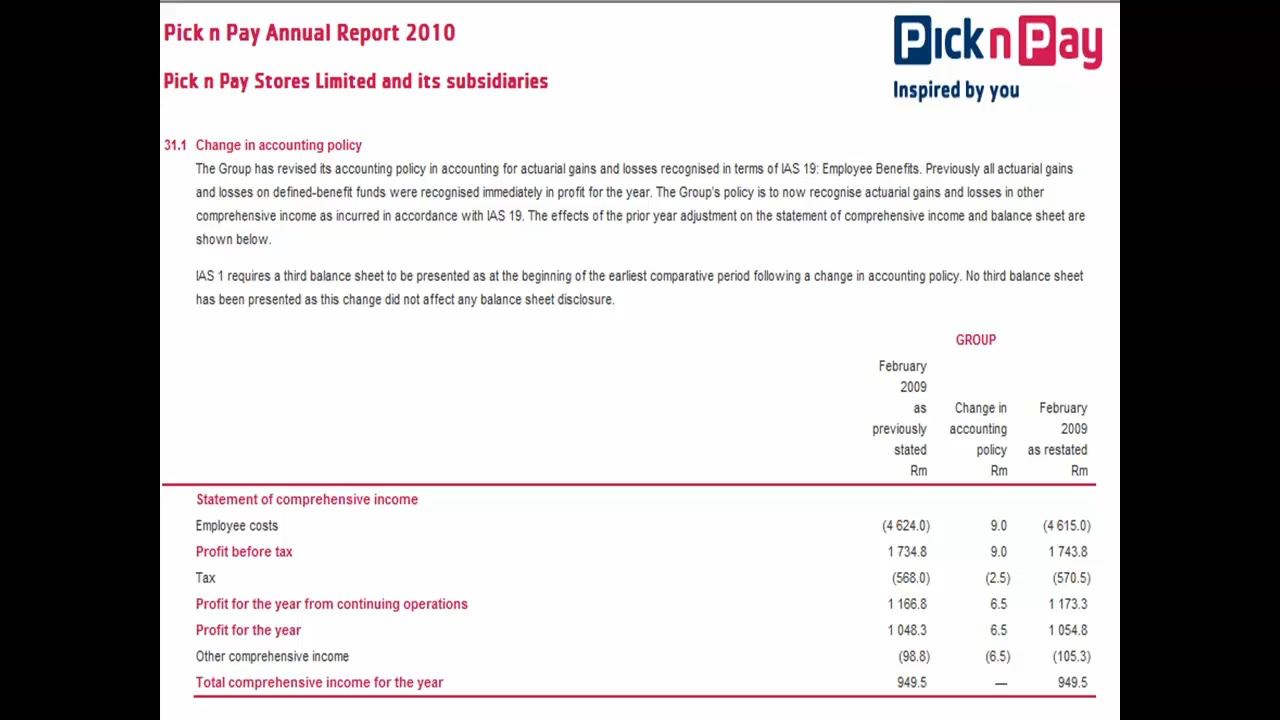 Pick n Pay Annual Report 2010
Pick n Pay
Inspired by you
Pick n Pay Stores Limited and its subsidiaries
31.1 Change in accounting policy
The Group has revised its accounting policy in accounting for actuarial gains and losses recognised in terms of IAS 19: Employee Benefits. Previously all actuarial gains
and losses on defined-benefit funds were recognised immediately in profit for the year. The Group's policy is to now recognise actuarial gains and losses in other
comprehensive income as incurred in accordance with IAS 19. The effects of the prior year adjustment on the statement of comprehensive income and balance sheet are
shown below.
IAS 1 requires a third balance sheet to be presented as at the beginning of the earliest comparative period following a change in accounting policy. No third balance sheet
has been presented as this change did not affect any balance sheet disclosure.
GROUP
February
2009
as Change in February
previously accounting 2009
stated policy as restated
Rm Rm Rm
Statement of comprehensive income
Employee costs (4 624.0) 9.0 (4 615.0)
Profit before tax 1 734.8 9.0 1 743.8
Tax (568.0) (2.5) (570.5)
Profit for the year from continuing operations 1 166.8 6.5 1 173.3
Profit for the year 1 048.3 6.5 1 054.8
Other comprehensive income (98.8) (6.5) (105.3)
Total comprehensive income for the year 949.5 — 949.5